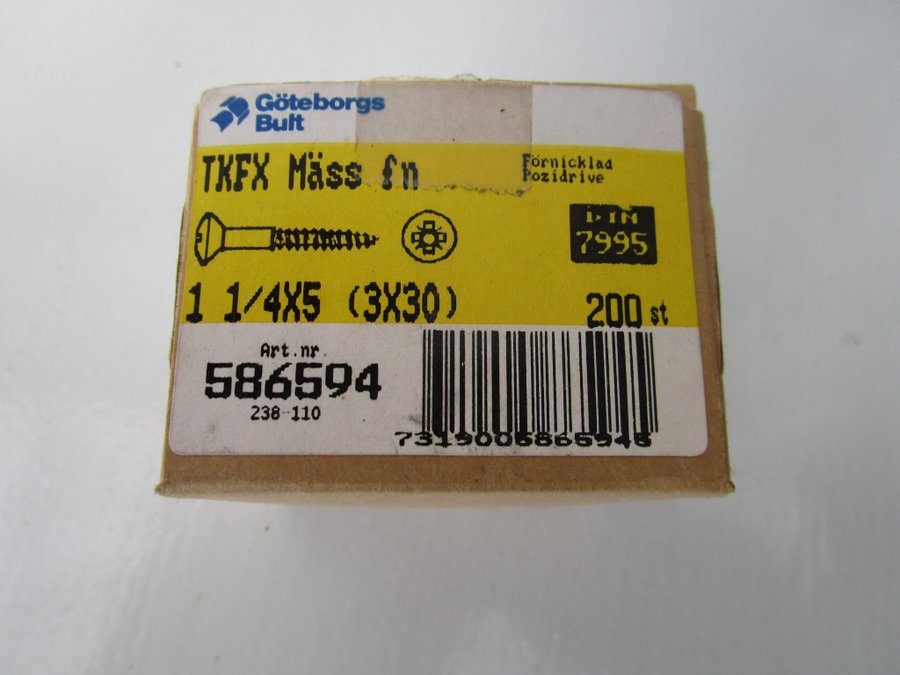 Göteborgs
Bult
TKFX Mäss fn
Förnicklad
Pozidrive
DIN
7995
1 1/4X5 (3X30)
200 st
Art.nr.
586594
238-110
7319005865945